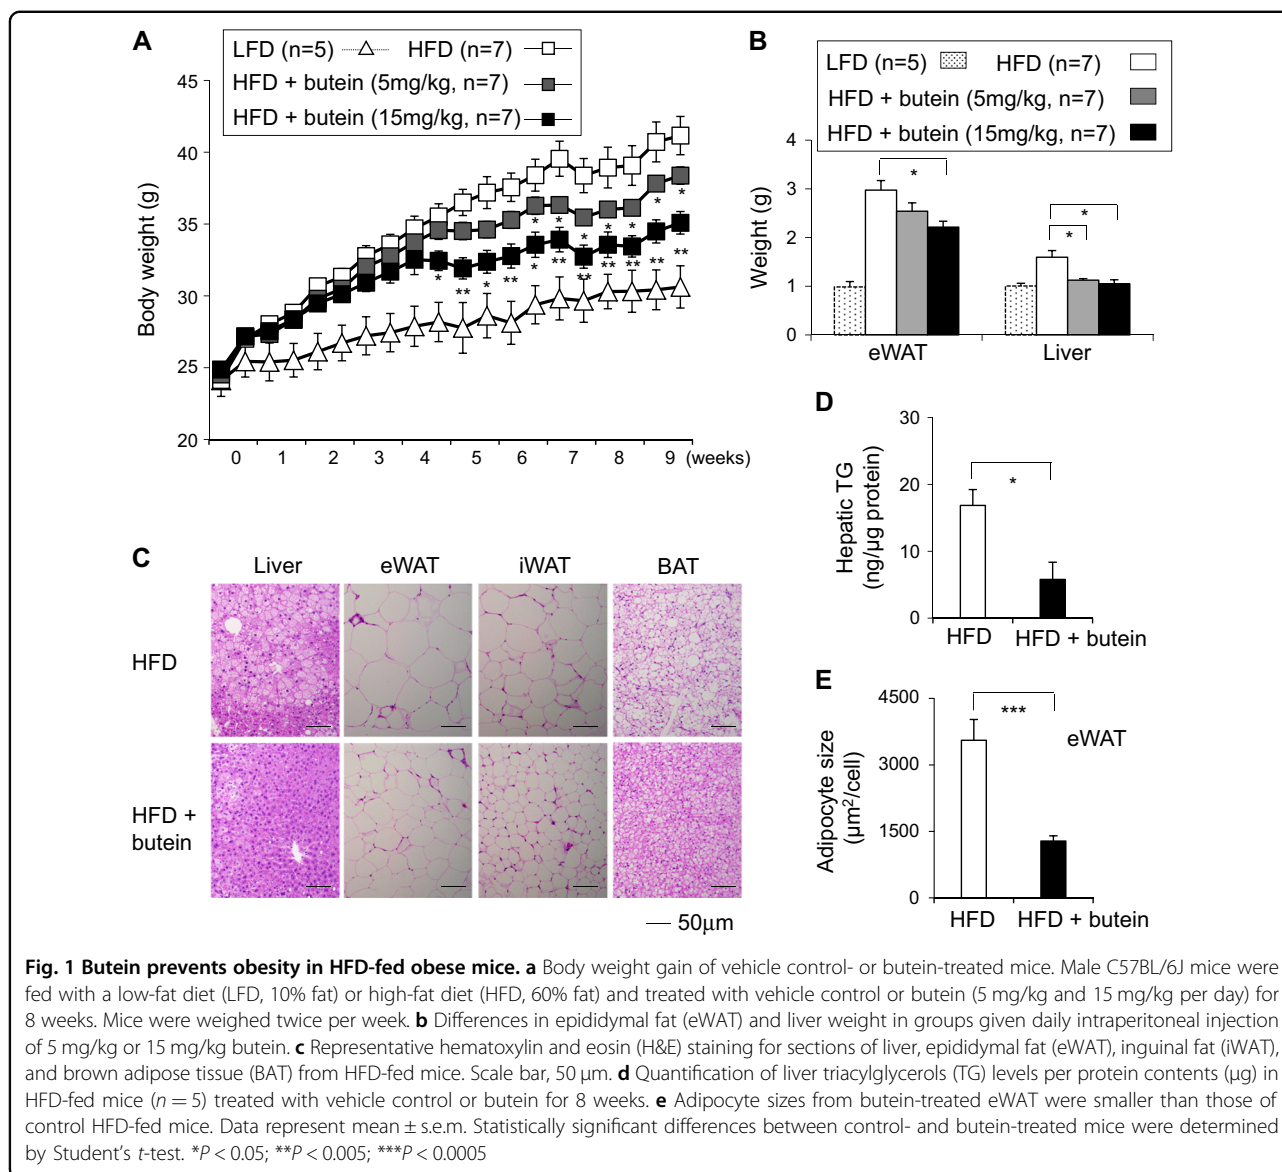 A
LFD (n=5)
HFD (n=7)
HFD + butein (5mg/kg, n=7)
HFD + butein (15mg/kg, n=7)
Body weight (g)
45
40
35
30
25
20
0 1 2 3 4 5 6 7 8 9 (weeks)
* ** * ** * ** ** ** ** ** **
* * * * * * *
B
LFD (n=5)
HFD (n=7)
HFD + butein (5mg/kg, n=7)
HFD + butein (15mg/kg, n=7)
Weight (g)
4
3
2
1
0
*
*
*
eWAT
Liver
C
Liver eWAT iWAT BAT
HFD
HFD +
butein
50µm
D
Hepatic TG
(ng/µg protein)
30
20
10
0
*
HFD
HFD + butein
E
Adipocyte size
(µm²/cell)
4500
3000
1500
0
***
eWAT
HFD
HFD + butein
Fig. 1 Butein prevents obesity in HFD-fed obese mice. a Body weight gain of vehicle control- or butein-treated mice. Male C57BL/6J mice were
fed with a low-fat diet (LFD, 10% fat) or high-fat diet (HFD, 60% fat) and treated with vehicle control or butein (5 mg/kg and 15 mg/kg per day) for
8 weeks. Mice were weighed twice per week. b Differences in epididymal fat (eWAT) and liver weight in groups given daily intraperitoneal injection
of 5 mg/kg or 15 mg/kg butein. c Representative hematoxylin and eosin (H&E) staining for sections of liver, epididymal fat (eWAT), inguinal fat (iWAT),
and brown adipose tissue (BAT) from HFD-fed mice. Scale bar, 50 µm. d Quantification of liver triacylglycerols (TG) levels per protein contents (µg) in
HFD-fed mice (n = 5) treated with vehicle control or butein for 8 weeks. e Adipocyte sizes from butein-treated eWAT were smaller than those of
control HFD-fed mice. Data represent mean ± s.e.m. Statistically significant differences between control- and butein-treated mice were determined
by Student's t-test. *P < 0.05; **P < 0.005; ***P < 0.0005